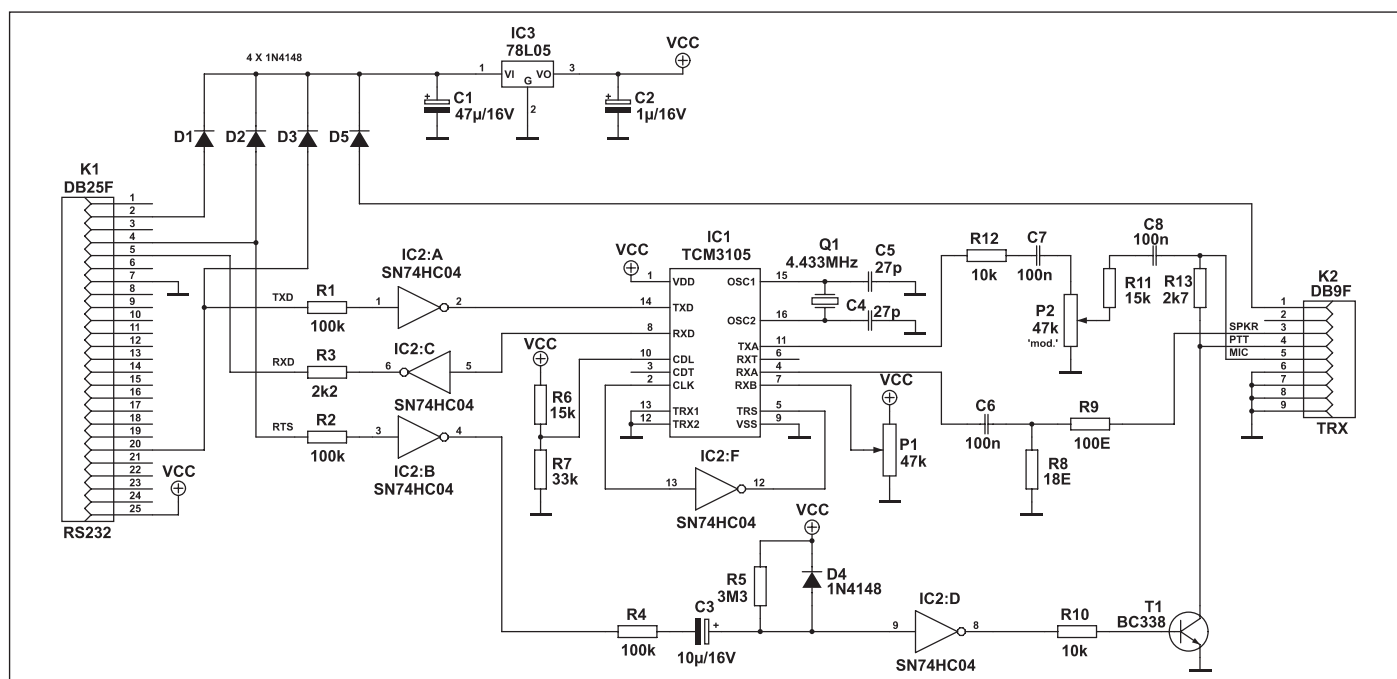 IC3
78L05
VCC
4 X 1N4148
1
VI
VO
3
G
2
+
C1
47µ/16V
+
C2
1µ/16V
D1
D2
D3
D5
K1
DB25F
1
2
3
4
5
6
7
8
9
10
11
12
13
14
15
16
17
18
19
20
21
22
23
24
25
RS232
VCC
TXD
R1
100k
IC2:A
SN74HC04
1
2
RXD
R3
2k2
6
5
IC2:C
SN74HC04
RTS
R2
100k
3
4
IC2:B
SN74HC04
VCC
R6
15k
R7
33k
VCC
IC1
TCM3105
1
VDD
14
TXD
8
RXD
10
CDL
3
CDT
2
CLK
13
TRX1
12
TRX2
OSC1
15
OSC2
16
TXA
11
RXT
6
RXA
4
RXB
7
TRS
5
VSS
9
13
12
IC2:F
SN74HC04
Q1
4.433MHz
C5
27p
C4
27p
VCC
P1
47k
R12
10k
C7
100n
P2
47k
'mod.'
C8
100n
R11
15k
R13
2k7
C6
100n
R9
100E
R8
18E
K2
DB9F
1
2
SPKR
3
PTT
4
MIC
5
6
7
8
9
TRX
VCC
R5
3M3
D4
1N4148
R4
100k
C3
+
10µ/16V
IC2:D
9
8
SN74HC04
R10
10k
T1
BC338